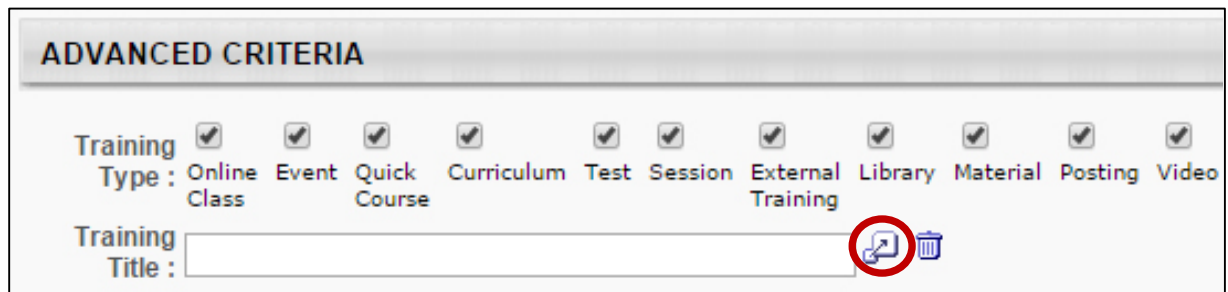 ADVANCED CRITERIA
Training Type :
Online Class
Event
Quick Course
Curriculum
Test
Session
External Training
Library
Material
Posting
Video
Training Title :